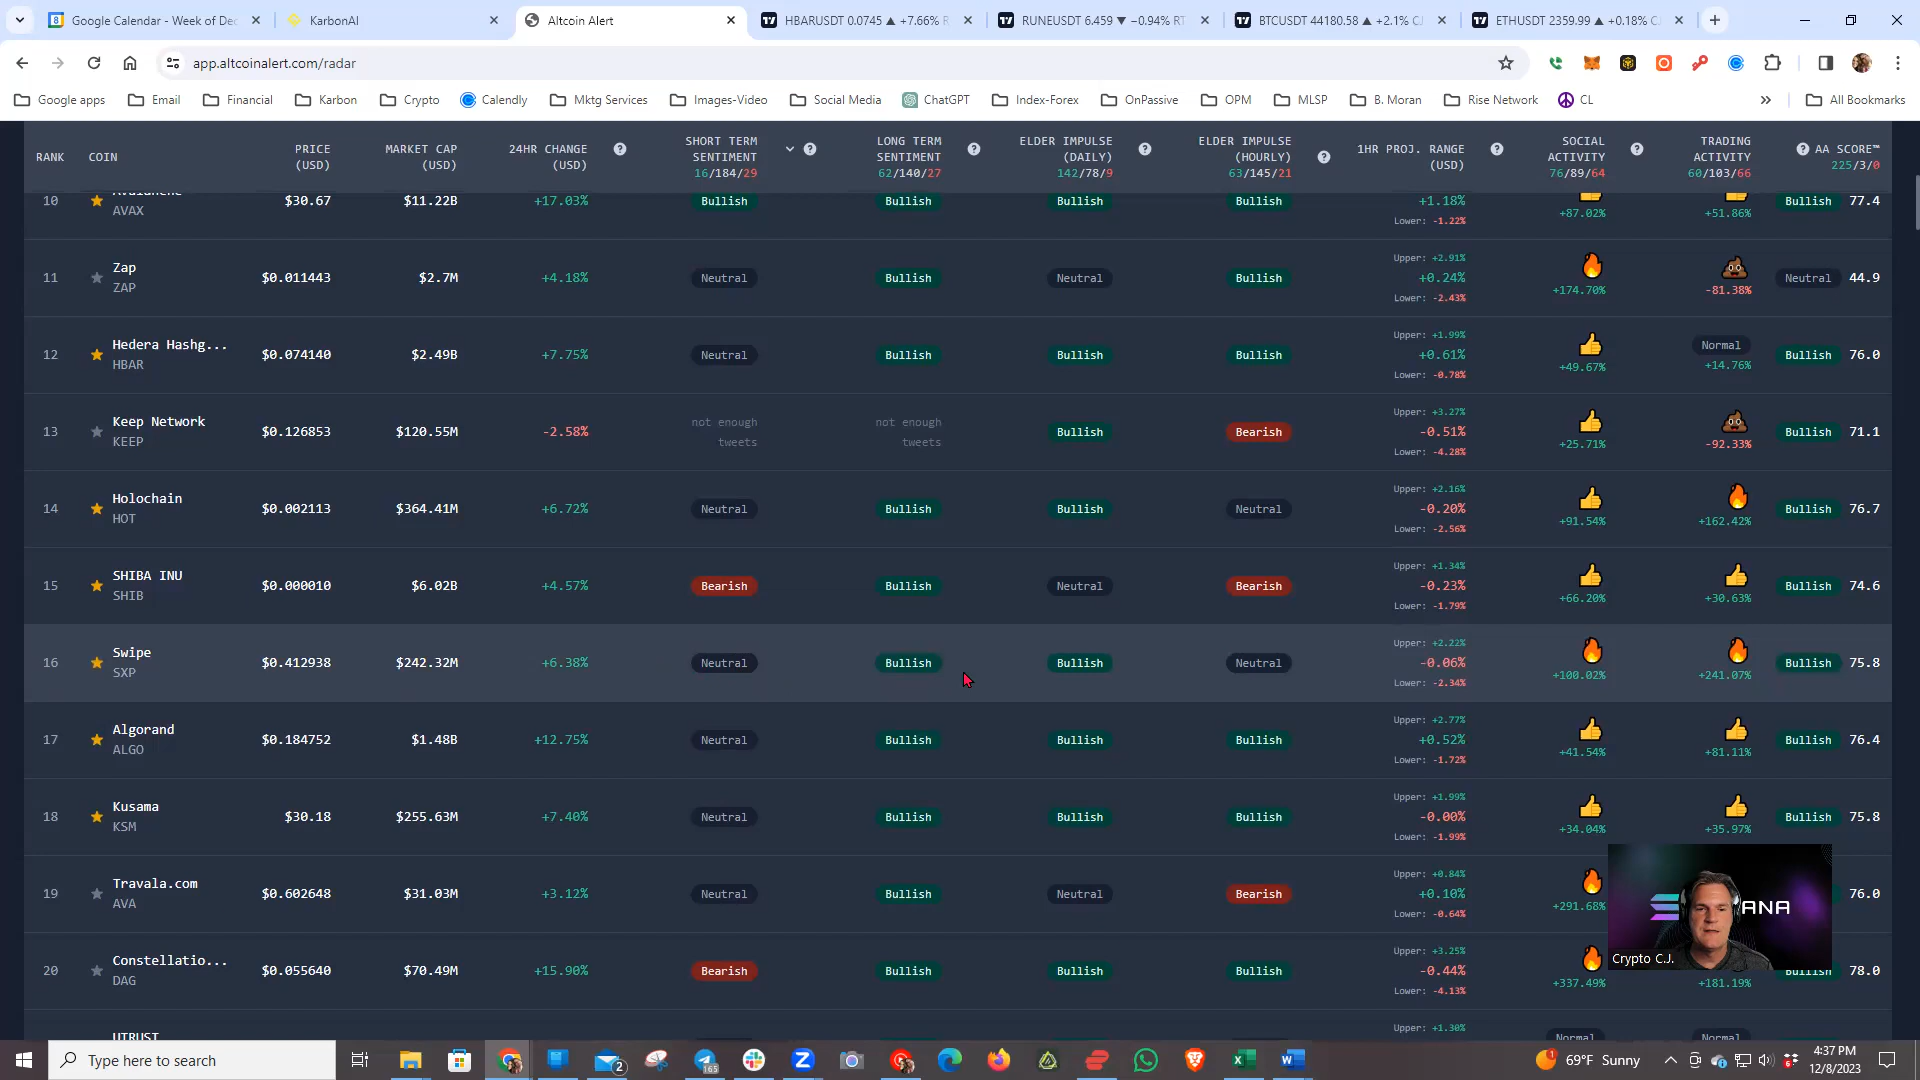 Google Calendar - Week of Dec
KarbonAI
Altcoin Alert
HBARUSDT 0.0745 ▲ +7.66% R
RUNEUSDT 6.459 ▼ −0.94% RT
BTCUSDT 44180.58 ▲ +2.1% CJ
ETHUSDT 2359.99 ▲ +0.18% C
app.altcoinalert.com/radar
Google apps
Email
Financial
Karbon
Crypto
Calendly
Mktg Services
Images-Video
Social Media
ChatGPT
Index-Forex
OnPassive
OPM
MLSP
B. Moran
Rise Network
CL
All Bookmarks
RANK
COIN
PRICE
(USD)
MARKET CAP
(USD)
24HR CHANGE
(USD)
SHORT TERM
SENTIMENT
16/184/29
LONG TERM
SENTIMENT
62/140/27
ELDER IMPULSE
(DAILY)
142/78/9
ELDER IMPULSE
(HOURLY)
63/145/21
1HR PROJ. RANGE
(USD)
SOCIAL
ACTIVITY
76/89/64
TRADING
ACTIVITY
60/103/66
AA SCORE™
225/3/0
10 AVAX $30.67 $11.22B +17.03% Bullish Bullish Bullish Bullish +1.18% Lower: -1.22% +87.02% +51.86% Bullish 77.4
11 Zap ZAP $0.011443 $2.7M +4.18% Neutral Bullish Neutral Bullish Upper: +2.91% +0.24% Lower: -2.43% +174.70% -81.38% Neutral 44.9
12 Hedera Hashg... HBAR $0.074140 $2.49B +7.75% Neutral Bullish Bullish Bullish Upper: +1.99% +0.61% Lower: -0.78% +49.67% Normal +14.76% Bullish 76.0
13 Keep Network KEEP $0.126853 $120.55M -2.58% not enough tweets not enough tweets Bullish Bearish Upper: +3.27% -0.51% Lower: -4.28% +25.71% -92.33% Bullish 71.1
14 Holochain HOT $0.002113 $364.41M +6.72% Neutral Bullish Bullish Neutral Upper: +2.16% -0.20% Lower: -2.56% +91.54% +162.42% Bullish 76.7
15 SHIBA INU SHIB $0.000010 $6.02B +4.57% Bearish Bullish Neutral Bearish Upper: +1.34% -0.23% Lower: -1.79% +66.20% +30.63% Bullish 74.6
16 Swipe SXP $0.412938 $242.32M +6.38% Neutral Bullish Bullish Neutral Upper: +2.22% -0.06% Lower: -2.34% +100.02% +241.07% Bullish 75.8
17 Algorand ALGO $0.184752 $1.48B +12.75% Neutral Bullish Bullish Bullish Upper: +2.77% +0.52% Lower: -1.72% +41.54% +81.11% Bullish 76.4
18 Kusama KSM $30.18 $255.63M +7.40% Neutral Bullish Bullish Bullish Upper: +1.99% -0.00% Lower: -1.99% +34.04% +35.97% Bullish 75.8
19 Travala.com AVA $0.602648 $31.03M +3.12% Neutral Bullish Neutral Bearish Upper: +0.84% +0.10% Lower: -0.64% +291.68% 76.0
20 Constellatio... DAG $0.055640 $70.49M +15.90% Bearish Bullish Bullish Bullish Upper: +3.25% -0.44% Lower: -4.13% +337.49% +181.19% Bullish 78.0
UTRUST Upper: +1.30% Normal Normal
ANA
Crypto C.J.
Type here to search
2
165
1
69°F Sunny
4:37 PM
12/8/2023